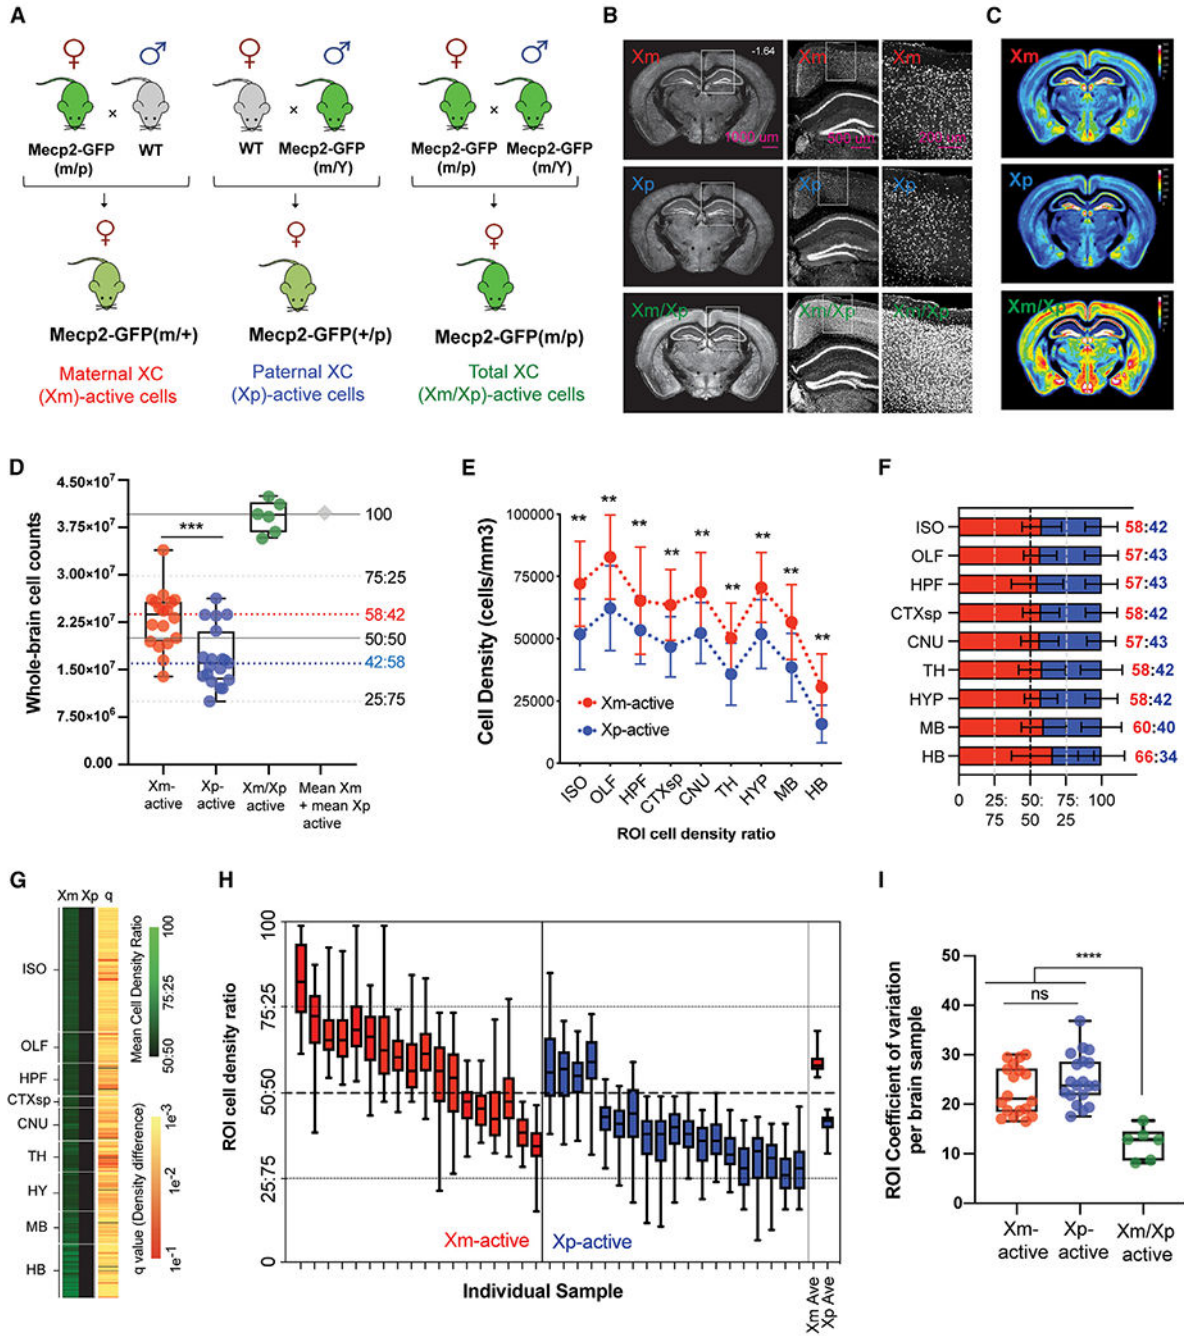 A
Mecp2-GFP
(m/p)
×
WT
WT
×
Mecp2-GFP
(m/Y)
Mecp2-GFP
(m/p)
×
Mecp2-GFP
(m/Y)
Mecp2-GFP(m/+)
Mecp2-GFP(+/p)
Mecp2-GFP(m/p)
Maternal XC
(Xm)-active cells
Paternal XC
(Xp)-active cells
Total XC
(Xm/Xp)-active cells
B
Xm
-1.64
1000 um
Xm
500 um
Xm
200 um
Xp
Xp
Xp
Xm/Xp
Xm/Xp
Xm/Xp
C
Xm
Xp
Xm/Xp
D
Whole-brain cell counts
4.50×10⁷
3.75×10⁷
3.00×10⁷
2.25×10⁷
1.50×10⁷
7.50×10⁶
0.00
***
100
75:25
58:42
50:50
42:58
25:75
Xm-
active
Xp-
active
Xm/Xp
active
Mean Xm
+ mean Xp
active
E
Cell Density (cells/mm3)
100000
75000
50000
25000
0
** ** ** ** ** ** ** ** **
Xm-active
Xp-active
ISO OLF HPF CTXsp CNU TH HYP MB HB
ROI cell density ratio
F
ISO 58:42
OLF 57:43
HPF 57:43
CTXsp 58:42
CNU 57:43
TH 58:42
HYP 58:42
MB 60:40
HB 66:34
0 25: 50: 75: 100
75 50 25
G
Xm Xp q
ISO
OLF
HPF
CTXsp
CNU
TH
HY
MB
HB
Mean Cell Density Ratio
50:50 75:25 100
q value (Density difference)
1e-1 1e-2 1e-3
H
ROI cell density ratio
100
75:25
50:50
25:75
0
Xm-active
Xp-active
Individual Sample
Xm Ave
Xp Ave
I
ROI Coefficient of variation
per brain sample
50
40
30
20
10
0
****
ns
Xm-
active
Xp-
active
Xm/Xp
active